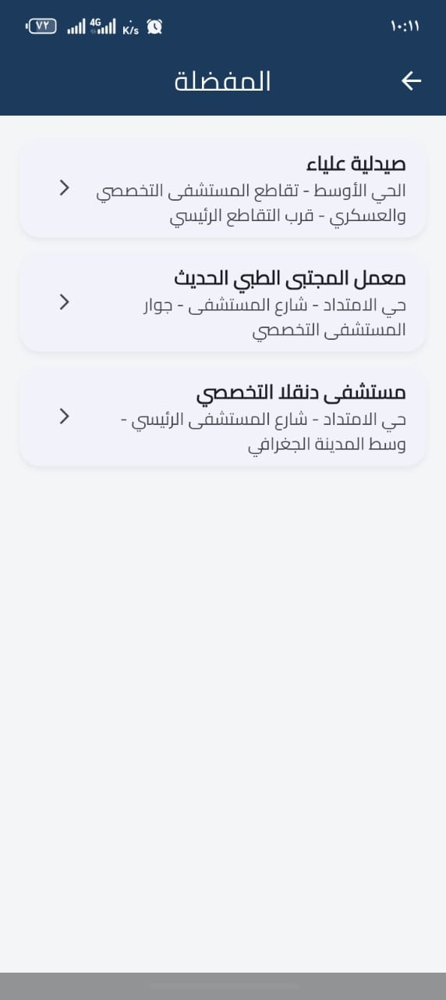 ١٠:١١
4G K/s ٧٢
المفضلة
صيدلية علياء
الحي الأوسط - تقاطع المستشفى التخصصي
والعسكري - قرب التقاطع الرئيسي
معمل المجتبى الطبي الحديث
حي الامتداد - شارع المستشفى - جوار
المستشفى التخصصي
مستشفى دنقلا التخصصي
حي الامتداد - شارع المستشفى الرئيسي -
وسط المدينة الجغرافي